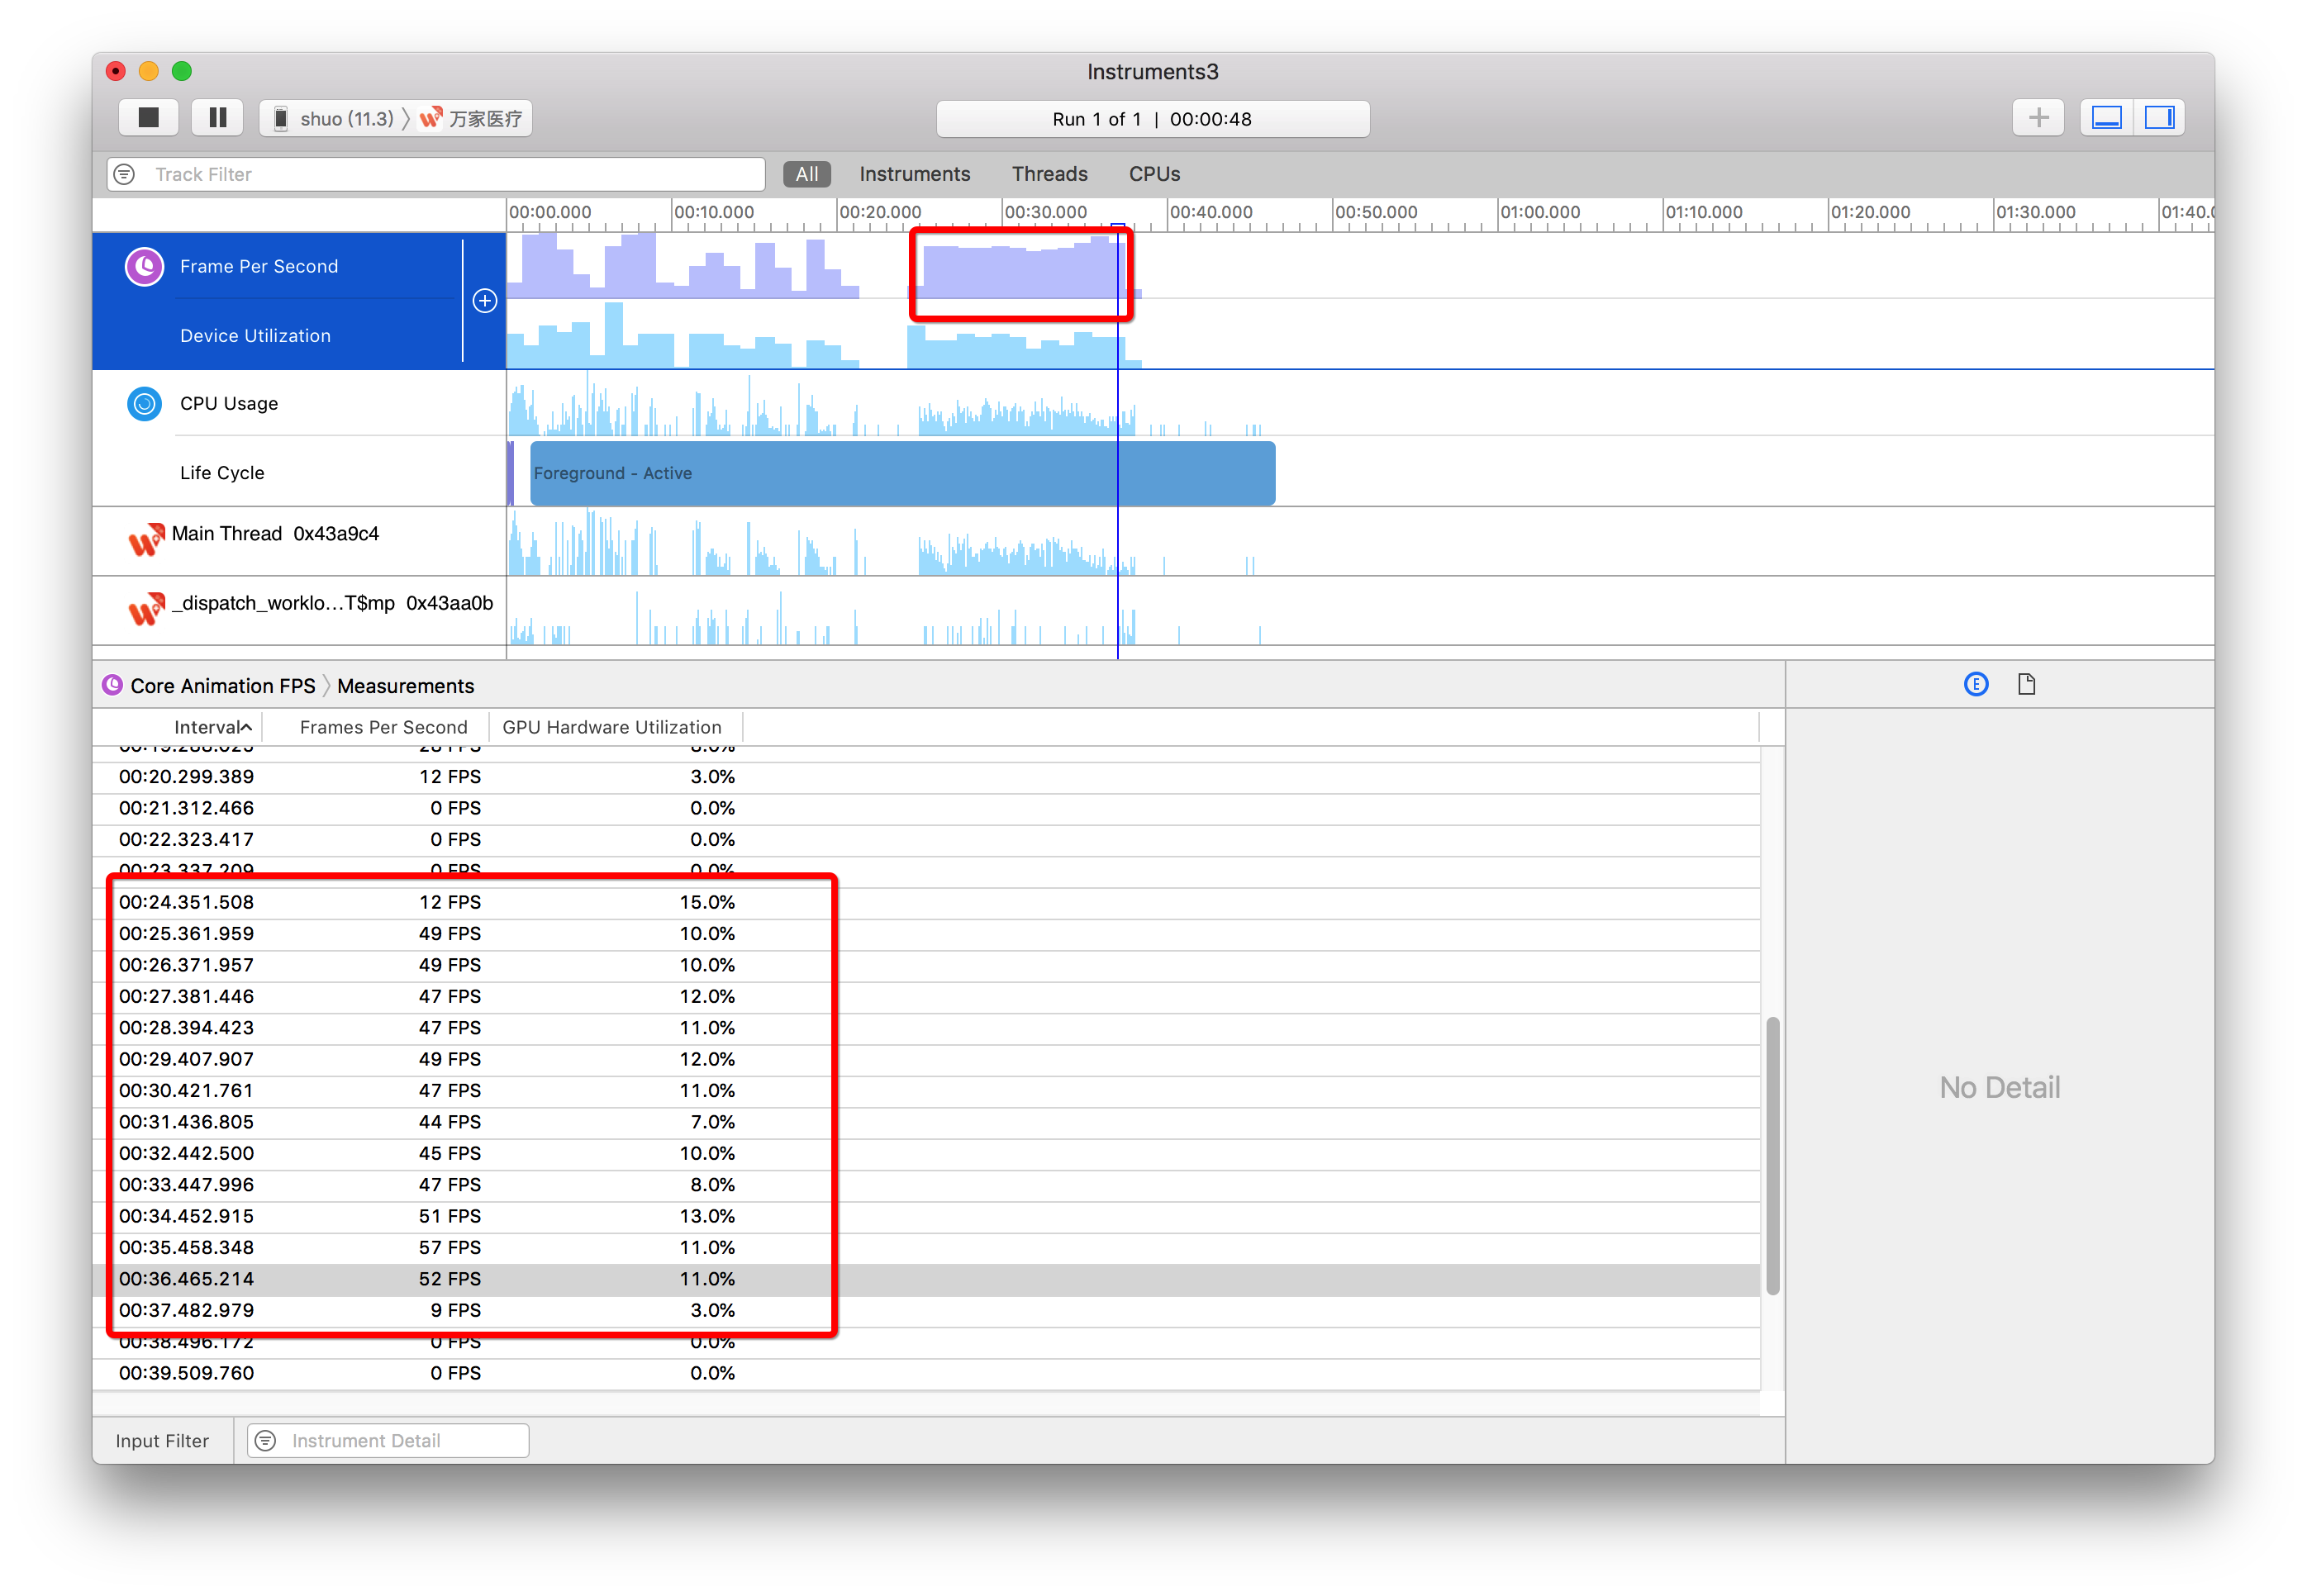 Instruments3
shuo (11.3) 〉 万家医疗
Run 1 of 1 | 00:00:48
Track Filter
All Instruments Threads CPUs
00:00.000 00:10.000 00:20.000 00:30.000 00:40.000 00:50.000 01:00.000 01:10.000 01:20.000 01:30.000 01:40.0
Frame Per Second
Device Utilization
CPU Usage
Life Cycle
Foreground - Active
Main Thread 0x43a9c4
_dispatch_worklo...T$mp 0x43aa0b
Core Animation FPS 〉 Measurements
Interval Frames Per Second GPU Hardware Utilization
00:20.299.389 12 FPS 3.0%
00:21.312.466 0 FPS 0.0%
00:22.323.417 0 FPS 0.0%
00:23.337.209 0 FPS 0.0%
00:24.351.508 12 FPS 15.0%
00:25.361.959 49 FPS 10.0%
00:26.371.957 49 FPS 10.0%
00:27.381.446 47 FPS 12.0%
00:28.394.423 47 FPS 11.0%
00:29.407.907 49 FPS 12.0%
00:30.421.761 47 FPS 11.0%
00:31.436.805 44 FPS 7.0%
00:32.442.500 45 FPS 10.0%
00:33.447.996 47 FPS 8.0%
00:34.452.915 51 FPS 13.0%
00:35.458.348 57 FPS 11.0%
00:36.465.214 52 FPS 11.0%
00:37.482.979 9 FPS 3.0%
00:38.496.172 0 FPS 0.0%
00:39.509.760 0 FPS 0.0%
No Detail
Input Filter Instrument Detail